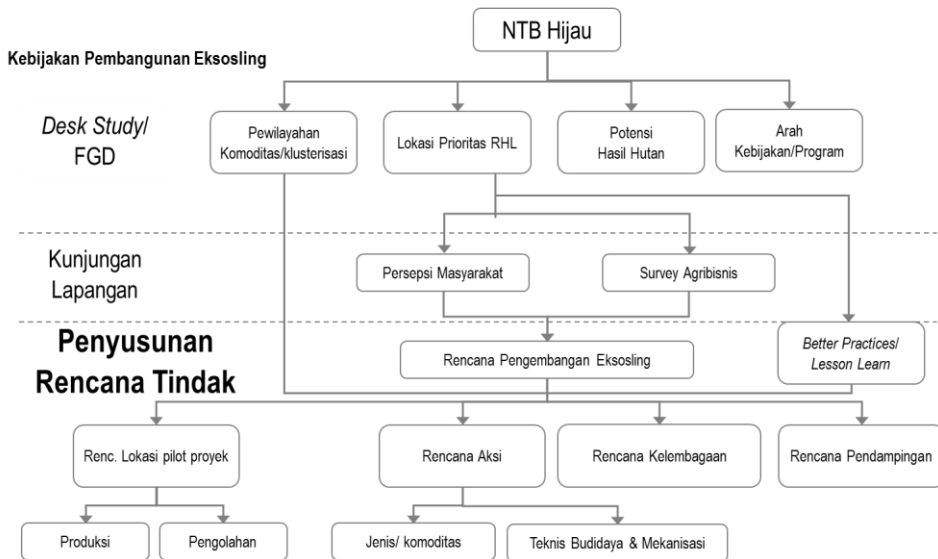 NTB Hijau
Kebijakan Pembangunan Eksosling
Desk Study/
FGD
Pewilayahan
Komoditas/klusterisasi
Lokasi Prioritas RHL
Potensi
Hasil Hutan
Arah
Kebijakan/Program
Kunjungan
Lapangan
Persepsi Masyarakat
Survey Agribisnis
Penyusunan
Rencana Tindak
Rencana Pengembangan Eksosling
Better Practices/
Lesson Learn
Renc. Lokasi pilot proyek
Rencana Aksi
Rencana Kelembagaan
Rencana Pendampingan
Produksi
Pengolahan
Jenis/ komoditas
Teknis Budidaya & Mekanisasi